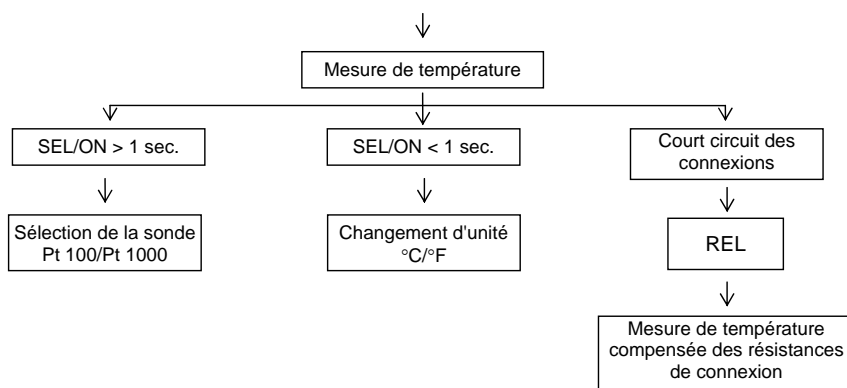 Mesure de température
SEL/ON > 1 sec.
SEL/ON < 1 sec.
Court circuit des
connexions
Sélection de la sonde
Pt 100/Pt 1000
Changement d'unité
°C/°F
REL
Mesure de température
compensée des résistances
de connexion